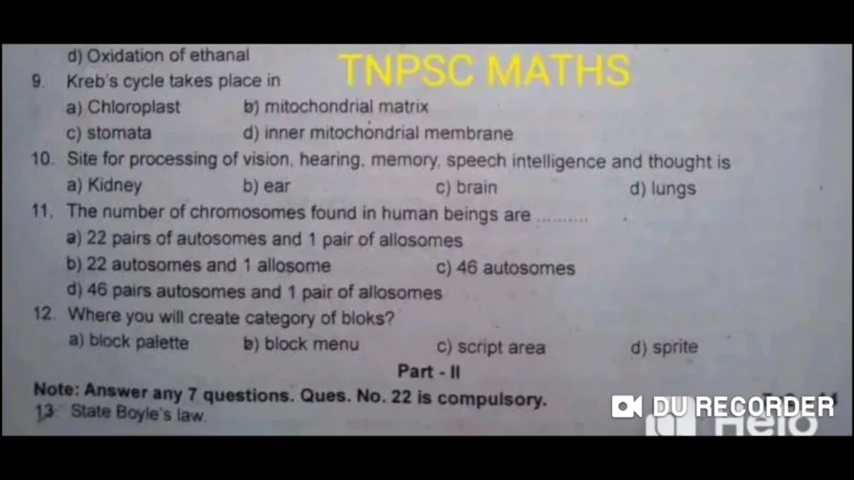 d) Oxidation of ethanal
TNPSC MATHS
9. Kreb's cycle takes place in
a) Chloroplast b) mitochondrial matrix
c) stomata d) inner mitochondrial membrane
10. Site for processing of vision, hearing, memory, speech intelligence and thought is
a) Kidney b) ear c) brain d) lungs
11. The number of chromosomes found in human beings are ..........
a) 22 pairs of autosomes and 1 pair of allosomes
b) 22 autosomes and 1 allosome c) 46 autosomes
d) 46 pairs autosomes and 1 pair of allosomes
12. Where you will create category of bloks?
a) block palette b) block menu c) script area d) sprite
Part - II
Note: Answer any 7 questions. Ques. No. 22 is compulsory.
13. State Boyle's law.
DU RECORDER
Helo